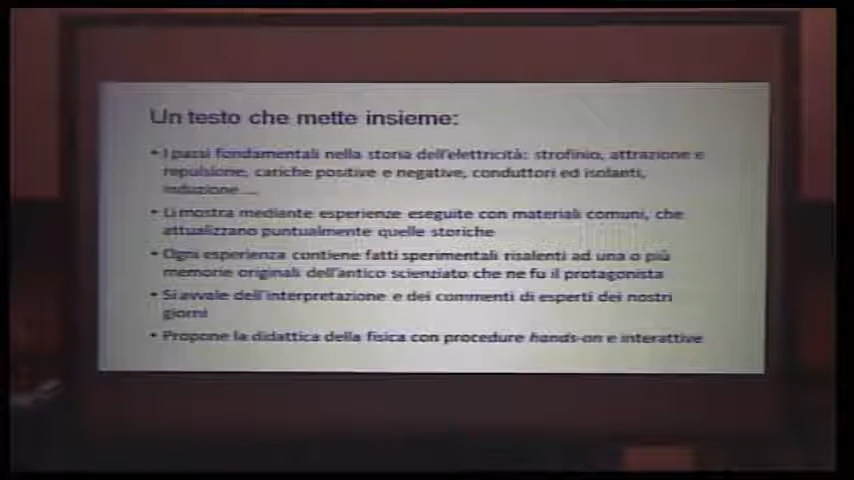 Un testo che mette insieme:
• I passi fondamentali nella storia dell'elettricità: strofinio, attrazione e
repulsione, cariche positive e negative, conduttori ed isolanti,
induzione ...
• Li mostra mediante esperienze eseguite con materiali comuni, che
attualizzano puntualmente quelle storiche
• Ogni esperienza contiene fatti sperimentali risalenti ad una o più
memorie originali dell'antico scienziato che ne fu il protagonista
• Si avvale dell'interpretazione e dei commenti di esperti dei nostri
giorni
• Propone la didattica della fisica con procedure hands-on e interattive